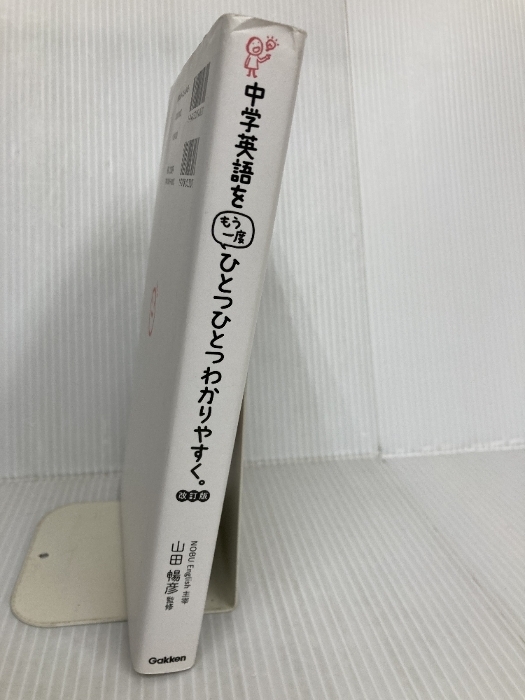 中学英語を
もう
一度
ひとつひとつわかりやすく。
改訂版
NOBU English 主宰
山田暢彦 監修
Gakken